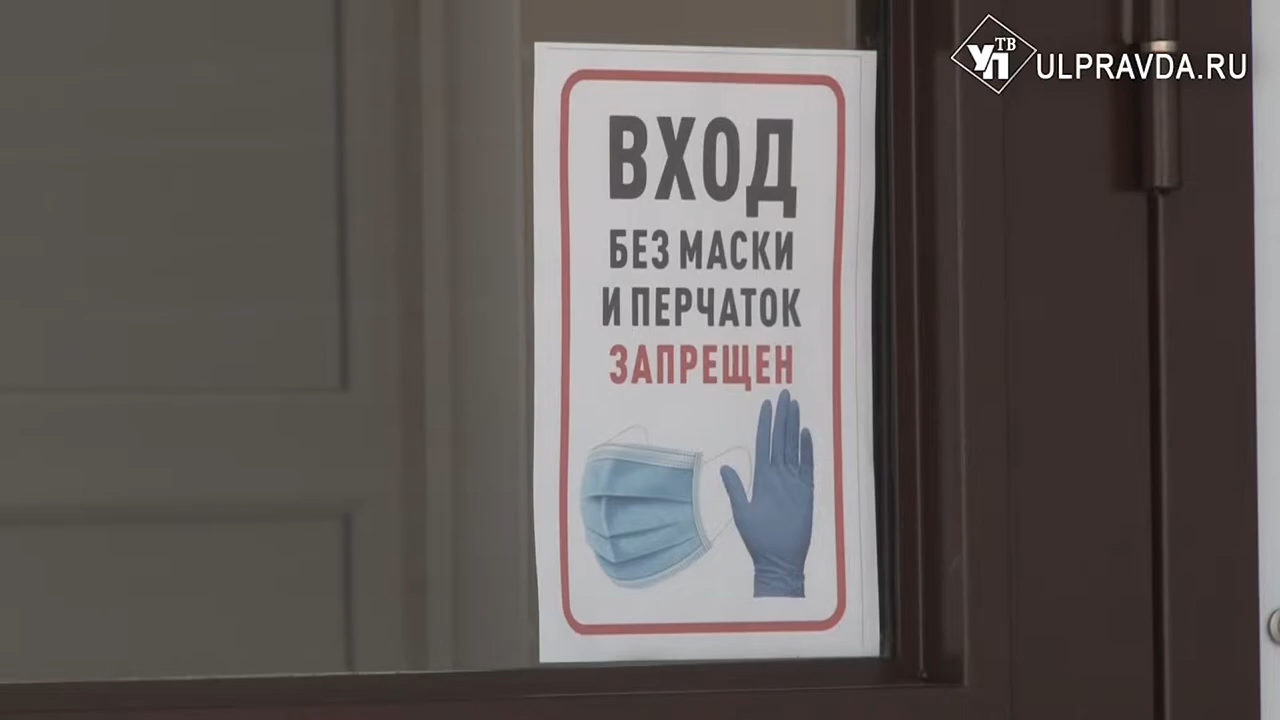 ВХОД
БЕЗ МАСКИ
И ПЕРЧАТОК
ЗАПРЕЩЕН
УП ТВ
ULPRAVDA.RU